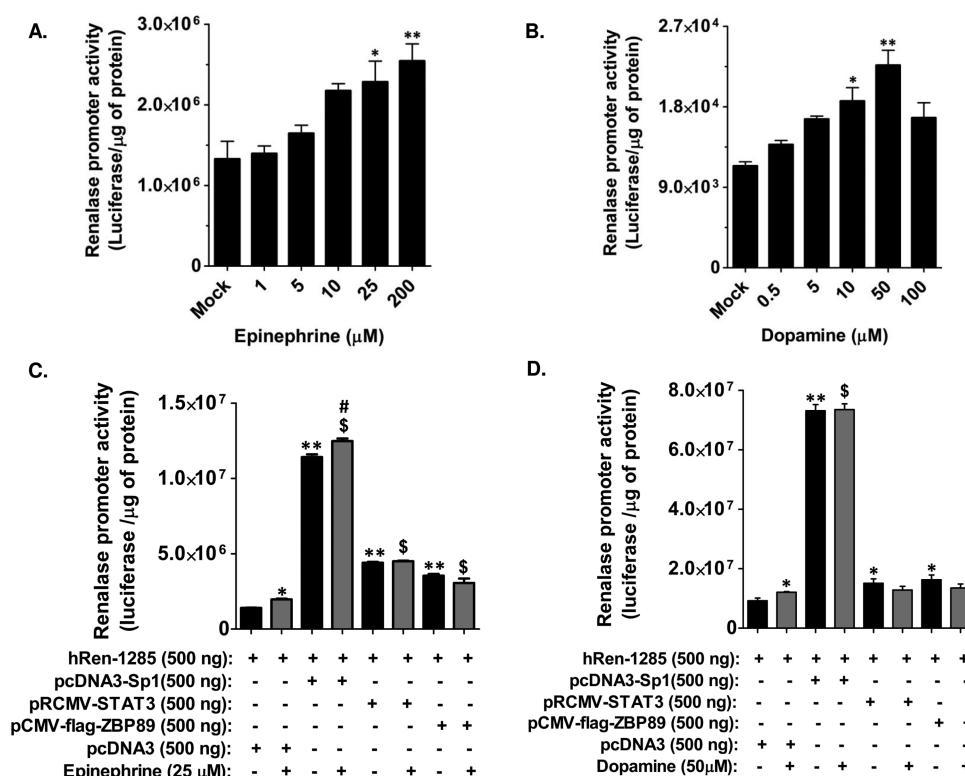 A.
Renalase promoter activity
(Luciferase/µg of protein)
3.0×10⁶
2.0×10⁶
1.0×10⁶
0
* **
Mock 1 5 10 25 200
Epinephrine (µM)
B.
Renalase promoter activity
(Luciferase/µg of protein)
2.7×10⁴
1.8×10⁴
9.0×10³
0
* **
Mock 0.5 5 10 50 100
Dopamine (µM)
C.
Renalase promoter activity
(luciferase /µg of protein)
1.5×10⁷
1.0×10⁷
5.0×10⁶
0
* ** # $ ** $ ** $
hRen-1285 (500 ng): + + + + + + + +
pcDNA3-Sp1(500 ng): - - + + - - - -
pRCMV-STAT3 (500 ng): - - - - + + - -
pCMV-flag-ZBP89 (500 ng): - - - - - - + +
pcDNA3 (500 ng): + + - - - - - -
Epinephrine (25 µM): - + - + - + - +
D.
Renalase promoter activity
(luciferase /µg of protein)
8.0×10⁷
6.0×10⁷
4.0×10⁷
2.0×10⁷
0
* ** $ * *
hRen-1285 (500 ng): + + + + + + +
pcDNA3-Sp1(500 ng): - - + + - - -
pRCMV-STAT3 (500 ng): - - - - + + -
pCMV-flag-ZBP89 (500 ng): - - - - - - +
pcDNA3 (500 ng): + + - - - - -
Dopamine (50µM): - + - + - + -